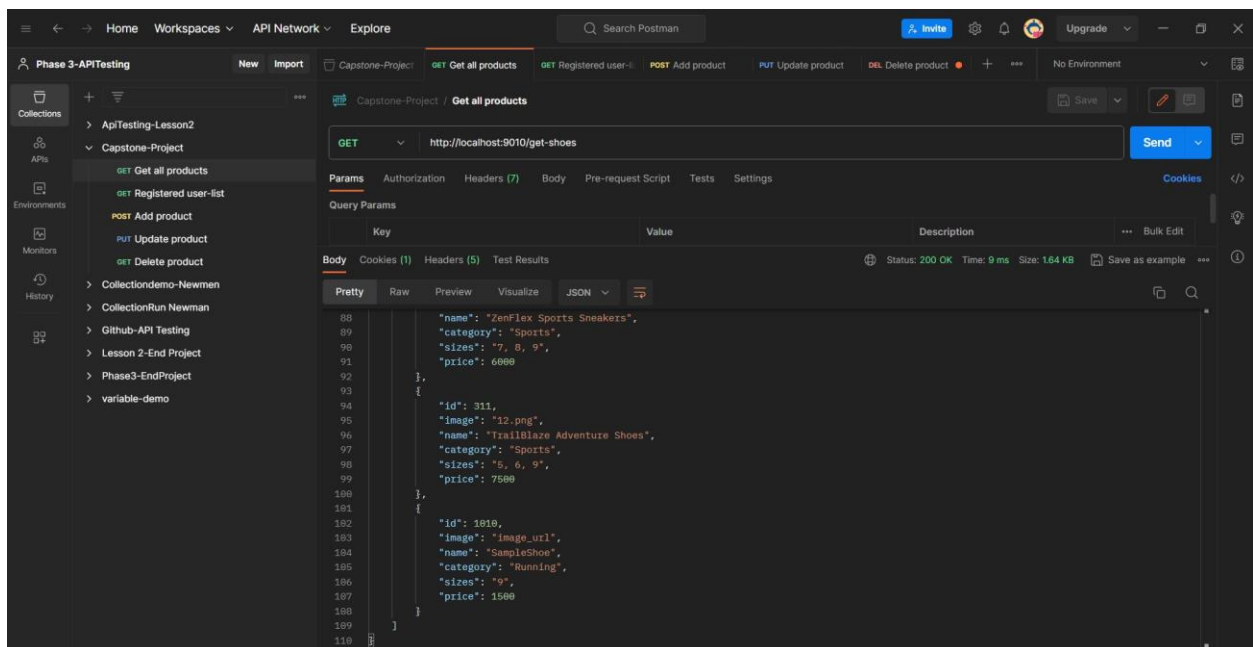 Home Workspaces API Network Explore Search Postman Invite Upgrade
Phase 3-APITesting New Import Capstone-Project GET Get all products GET Registered user-li POST Add product PUT Update product DEL Delete product No Environment
Collections
APIs
Environments
Monitors
History
ApiTesting-Lesson2
Capstone-Project
GET Get all products
GET Registered user-list
POST Add product
PUT Update product
GET Delete product
Collectiondemo-Newmen
CollectionRun Newman
Github-API Testing
Lesson 2-End Project
Phase3-EndProject
variable-demo
HTTP Capstone-Project / Get all products Save
GET http://localhost:9010/get-shoes Send
Params Authorization Headers (7) Body Pre-request Script Tests Settings Cookies
Query Params
Key Value Description Bulk Edit
Body Cookies (1) Headers (5) Test Results Status: 200 OK Time: 9 ms Size: 1.64 KB Save as example
Pretty Raw Preview Visualize JSON
88 "name": "ZenFlex Sports Sneakers",
89 "category": "Sports",
90 "sizes": "7, 8, 9",
91 "price": 6000
92 },
93 {
94 "id": 311,
95 "image": "12.png",
96 "name": "TrailBlaze Adventure Shoes",
97 "category": "Sports",
98 "sizes": "5, 6, 9",
99 "price": 7500
100 },
101 {
102 "id": 1010,
103 "image": "image_url",
104 "name": "SampleShoe",
105 "category": "Running",
106 "sizes": "9",
107 "price": 1500
108 }
109 ]
110 }